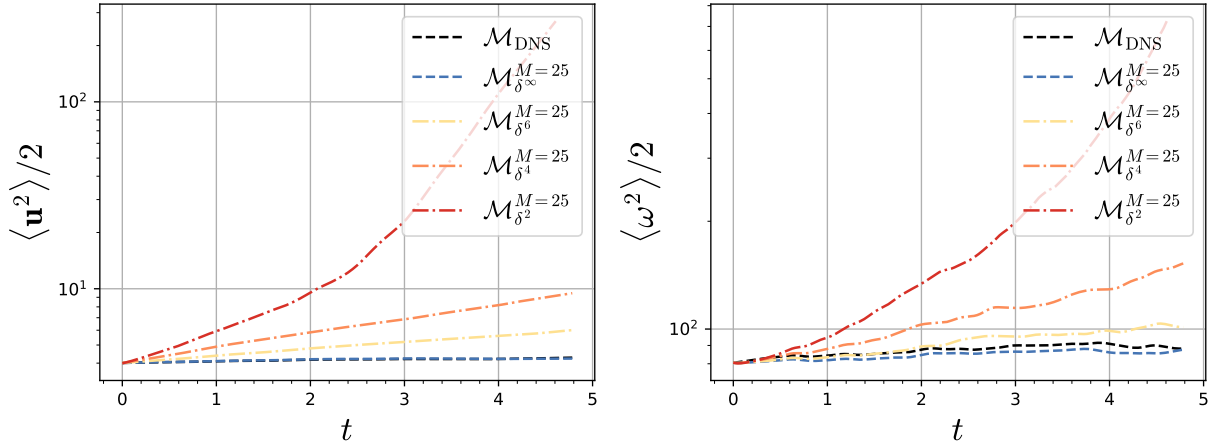 ⟨𝐮²⟩/2
10²
10¹
0 1 2 3 4 5
t
ℳ_DNS
ℳ_{δ^∞}^{M=25}
ℳ_{δ^6}^{M=25}
ℳ_{δ^4}^{M=25}
ℳ_{δ^2}^{M=25}
⟨ω²⟩/2
10²
0 1 2 3 4 5
t
ℳ_DNS
ℳ_{δ^∞}^{M=25}
ℳ_{δ^6}^{M=25}
ℳ_{δ^4}^{M=25}
ℳ_{δ^2}^{M=25}